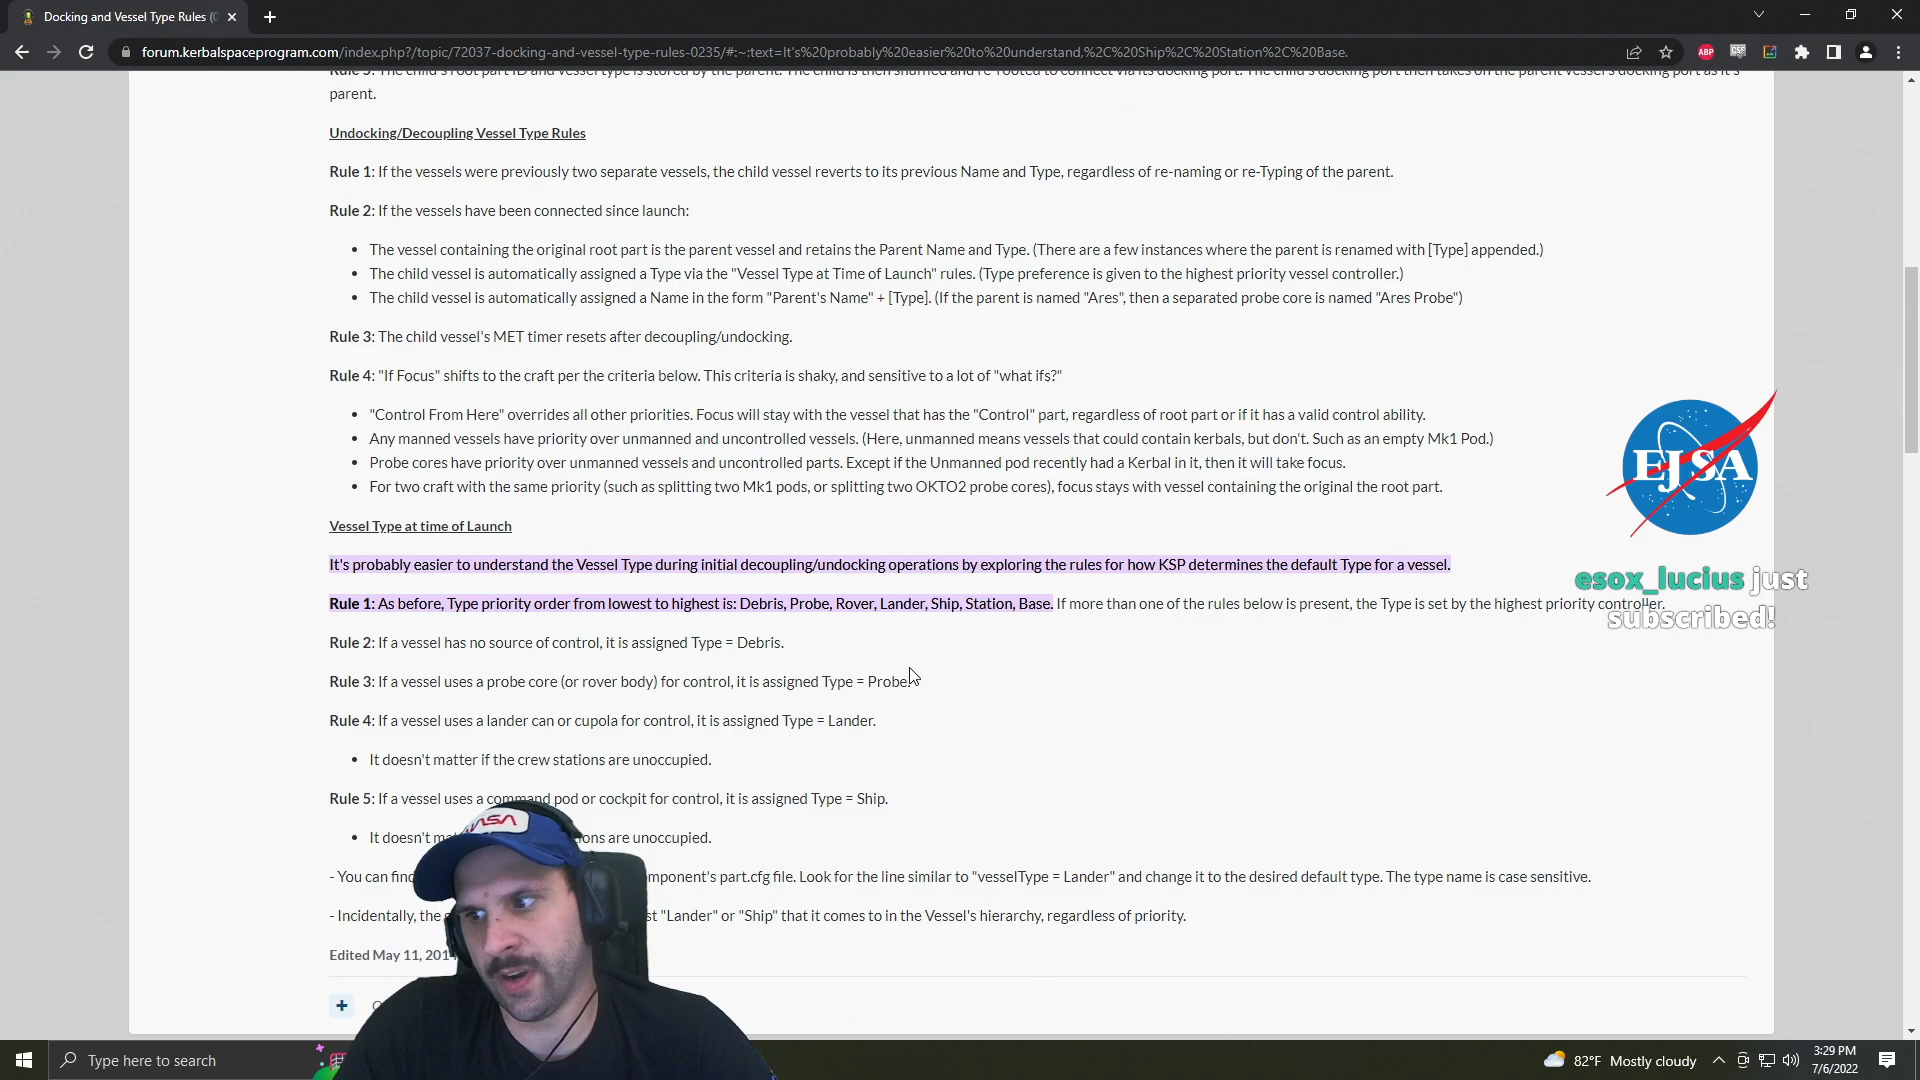 Docking and Vessel Type Rules (
forum.kerbalspaceprogram.com/index.php?/topic/72037-docking-and-vessel-type-rules-0235/#:~:text=It's%20probably%20easier%20to%20understand,%2C%20Ship%2C%20Station%2C%20Base.
ABP
parent.
Undocking/Decoupling Vessel Type Rules
Rule 1: If the vessels were previously two separate vessels, the child vessel reverts to its previous Name and Type, regardless of re-naming or re-Typing of the parent.
Rule 2: If the vessels have been connected since launch:
• The vessel containing the original root part is the parent vessel and retains the Parent Name and Type. (There are a few instances where the parent is renamed with [Type] appended.)
• The child vessel is automatically assigned a Type via the "Vessel Type at Time of Launch" rules. (Type preference is given to the highest priority vessel controller.)
• The child vessel is automatically assigned a Name in the form "Parent's Name" + [Type]. (If the parent is named "Ares", then a separated probe core is named "Ares Probe")
Rule 3: The child vessel's MET timer resets after decoupling/undocking.
Rule 4: "If Focus" shifts to the craft per the criteria below. This criteria is shaky, and sensitive to a lot of "what ifs?"
• "Control From Here" overrides all other priorities. Focus will stay with the vessel that has the "Control" part, regardless of root part or if it has a valid control ability.
• Any manned vessels have priority over unmanned and uncontrolled vessels. (Here, unmanned means vessels that could contain kerbals, but don't. Such as an empty Mk1 Pod.)
• Probe cores have priority over unmanned vessels and uncontrolled parts. Except if the Unmanned pod recently had a Kerbal in it, then it will take focus.
• For two craft with the same priority (such as splitting two Mk1 pods, or splitting two OKTO2 probe cores), focus stays with vessel containing the original the root part.
EJSA
Vessel Type at time of Launch
It's probably easier to understand the Vessel Type during initial decoupling/undocking operations by exploring the rules for how KSP determines the default Type for a vessel.
esox_lucius just
subscribed!
Rule 1: As before, Type priority order from lowest to highest is: Debris, Probe, Rover, Lander, Ship, Station, Base. If more than one of the rules below is present, the Type is set by the highest priority controller.
Rule 2: If a vessel has no source of control, it is assigned Type = Debris.
Rule 3: If a vessel uses a probe core (or rover body) for control, it is assigned Type = Probe.
Rule 4: If a vessel uses a lander can or cupola for control, it is assigned Type = Lander.
• It doesn't matter if the crew stations are unoccupied.
Rule 5: If a vessel uses a command pod or cockpit for control, it is assigned Type = Ship.
• It doesn't are unoccupied.
- You can component's part.cfg file. Look for the line similar to "vesselType = Lander" and change it to the desired default type. The type name is case sensitive.
- Incidentally, the "Lander" or "Ship" that it comes to in the Vessel's hierarchy, regardless of priority.
Edited May 11, 201
NASA
Type here to search
82°F Mostly cloudy
3:29 PM
7/6/2022